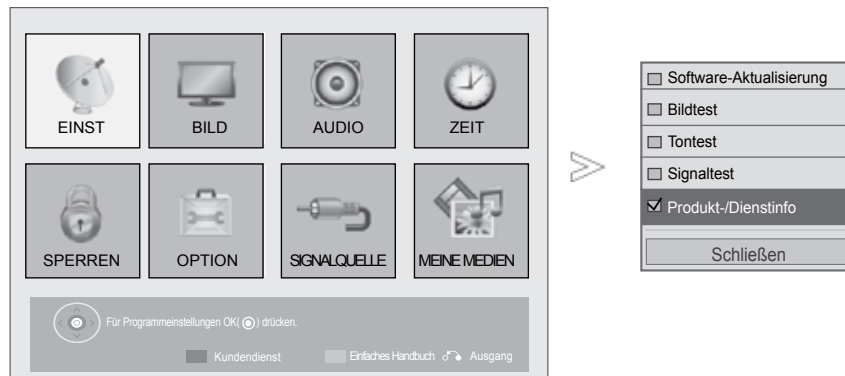 EINST
BILD
AUDIO
ZEIT
SPERREN
OPTION
SIGNALQUELLE
MEINE MEDIEN
Für Programmeinstellungen OK( ) drücken.
Kundendienst
Einfaches Handbuch
Ausgang
Software-Aktualisierung
Bildtest
Tontest
Signaltest
Produkt-/Dienstinfo
Schließen